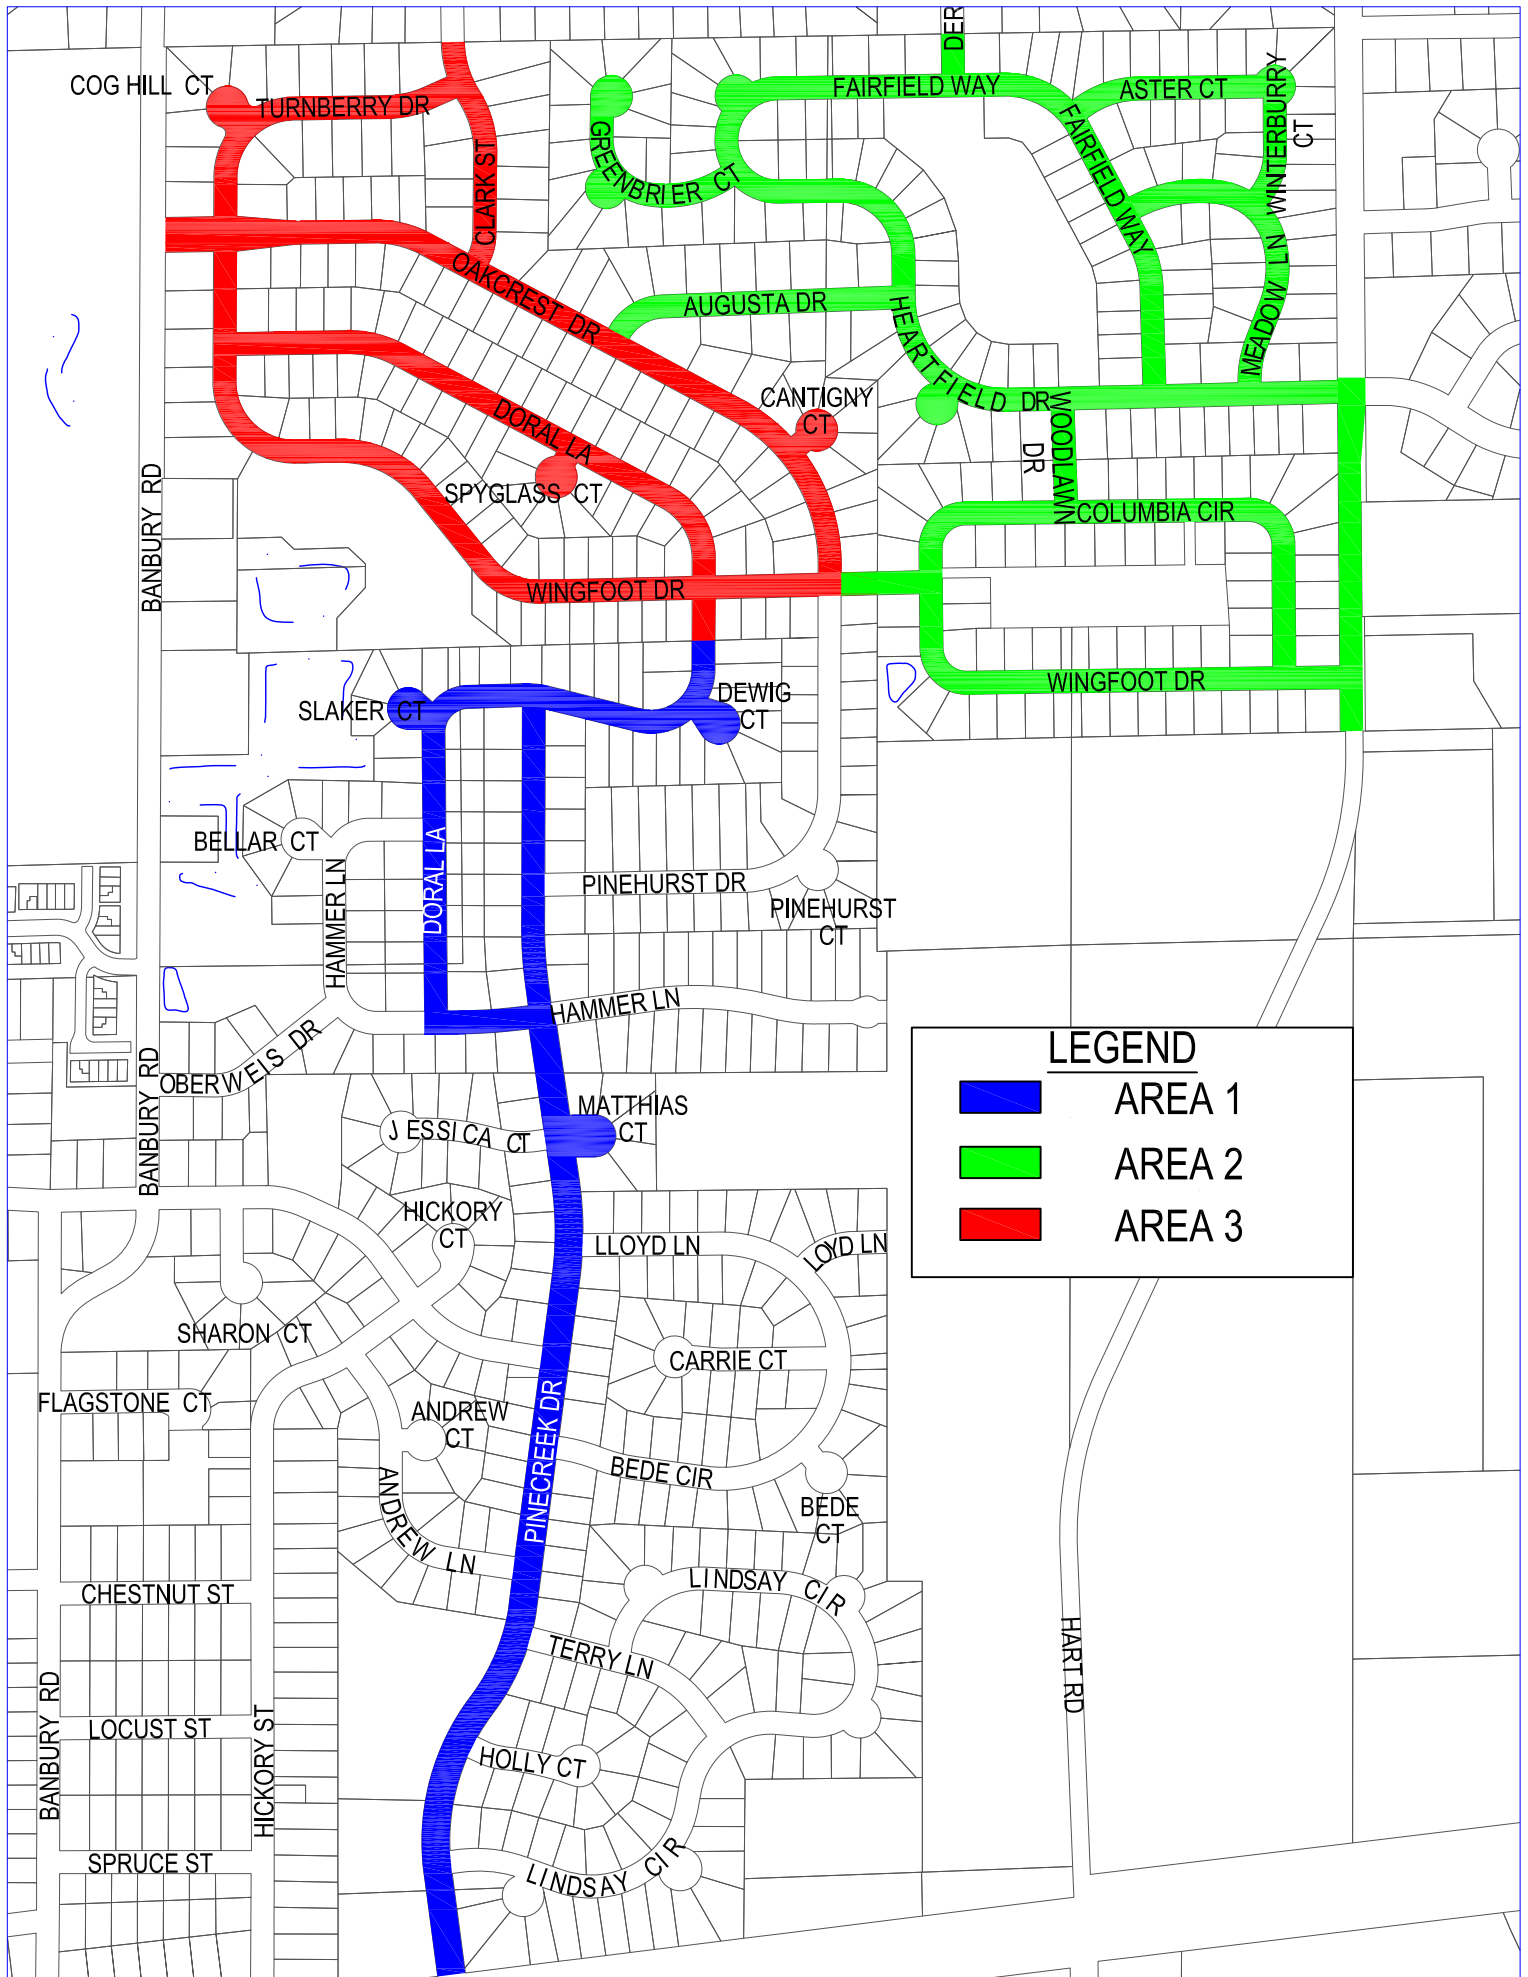 DER
COG HILL CT
TURNBERRY DR
FAIRFIELD WAY
ASTER CT
CLARK ST
GREENBRIER CT
FAIRFIELD WAY
WINTERBURRY
CT
OAKCREST DR
AUGUSTA DR
HEARTFIELD DR
MEADOW LN
CANTIGNY
CT
DORAL LA
WOODLAWN
DR
SPYGLASS CT
BANBURY RD
COLUMBIA CIR
WINGFOOT DR
WINGFOOT DR
SLAKER CT
DEWIG
CT
BELLAR CT
HAMMER LN
DORAL LA
PINEHURST DR
PINEHURST
CT
HAMMER LN
OBERWEIS DR
BANBURY RD
LEGEND
AREA 1
AREA 2
AREA 3
MATTHIAS
CT
JESSICA CT
HICKORY
CT
LLOYD LN
LOYD LN
SHARON CT
CARRIE CT
FLAGSTONE CT
ANDREW
CT
PINECREEK DR
BEDE CIR
BEDE
CT
ANDREW LN
CHESTNUT ST
LINDSAY CIR
TERRY LN
HART RD
BANBURY RD
LOCUST ST
HICKORY ST
HOLLY CT
SPRUCE ST
LINDSAY CIR